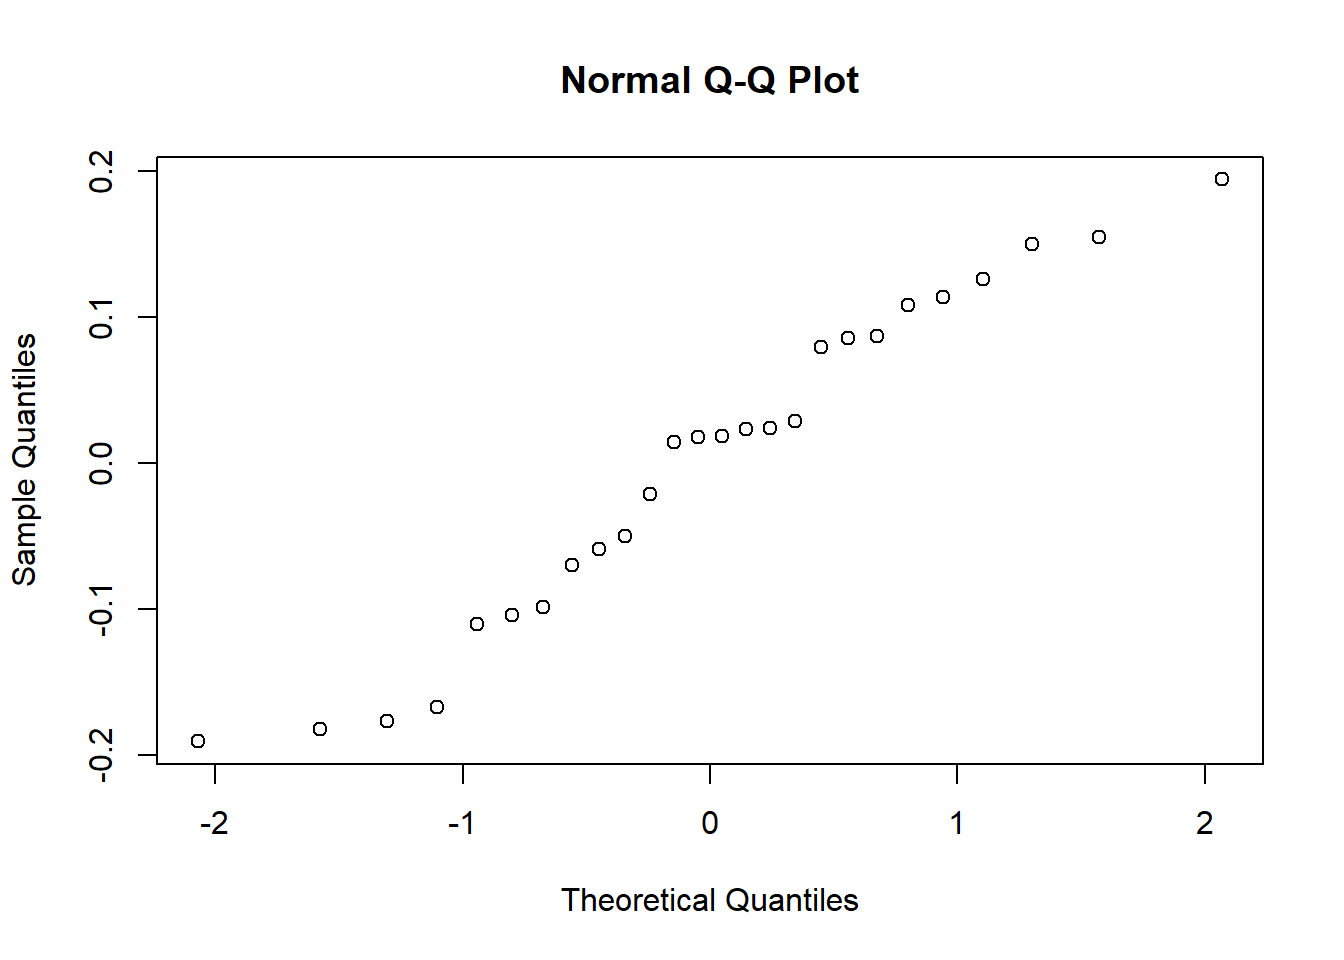 Normal Q-Q Plot
Sample Quantiles
0.2
0.1
0.0
-0.1
-0.2
-2 -1 0 1 2
Theoretical Quantiles